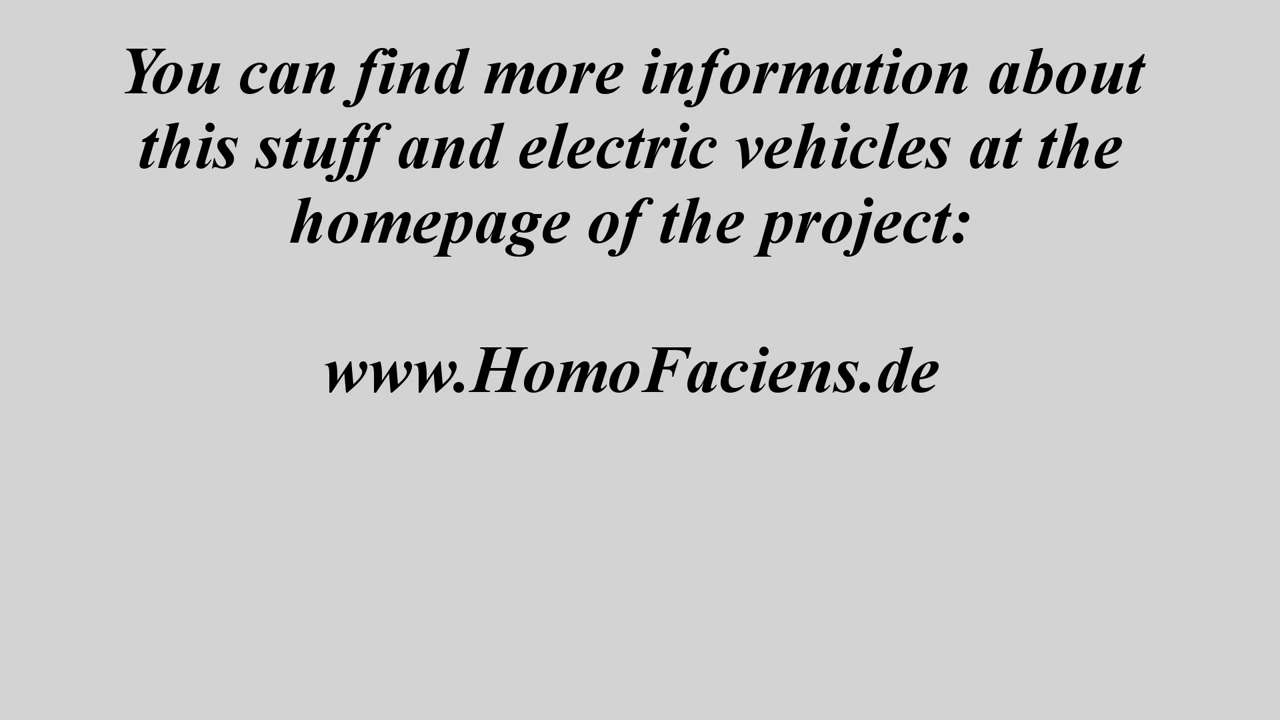 You can find more information about
this stuff and electric vehicles at the
homepage of the project:
www.HomoFaciens.de